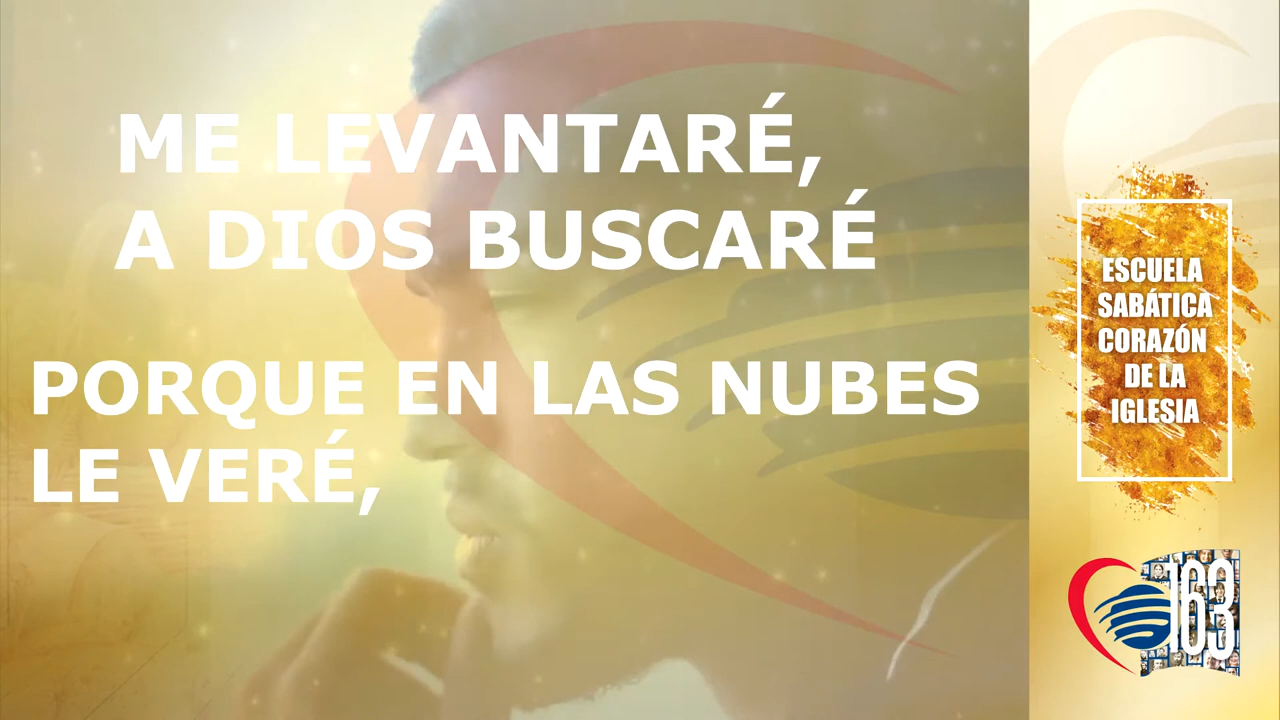 ME LEVANTARÉ,
A DIOS BUSCARÉ
PORQUE EN LAS NUBES
LE VERÉ,
ESCUELA
SABÁTICA
CORAZÓN
DE LA
IGLESIA
163